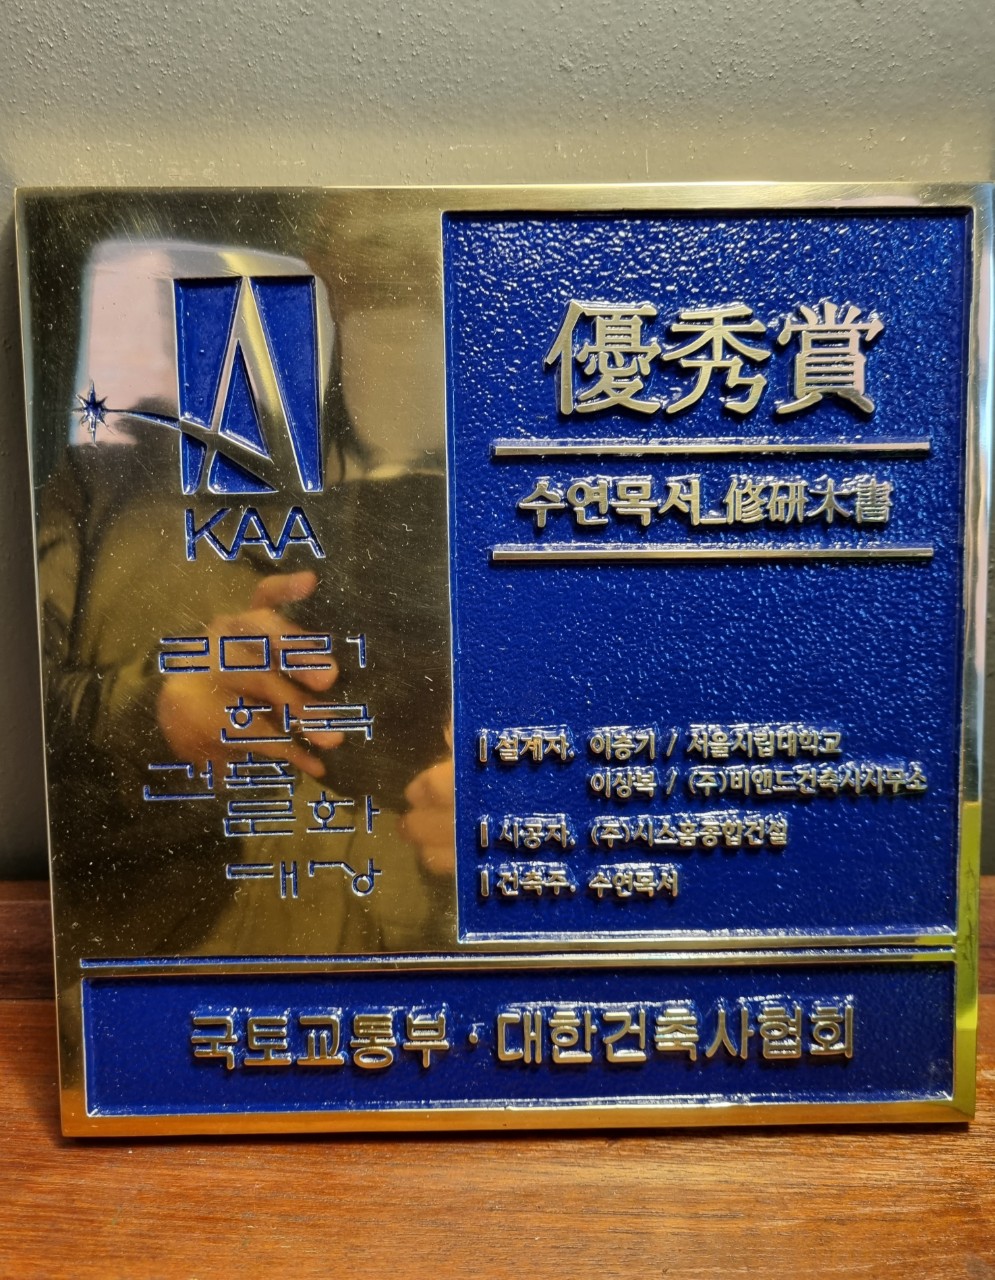 KAA
2021
한국
건축
문화
대상
優秀賞
수연목서_修硏木書
설계자. 이충기 / 서울시립대학교
이상복 / (주)비앤드건축사사무소
시공자. (주)시스홈종합건설
건축주. 수연목서
국토교통부·대한건축사협회